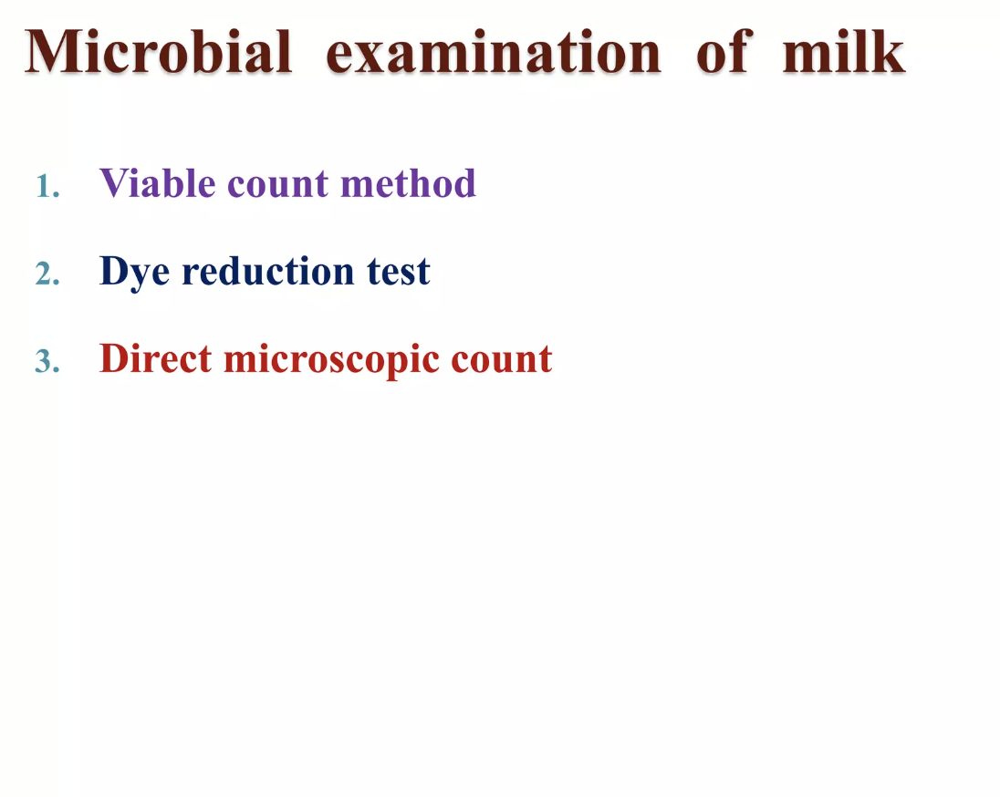 Microbial examination of milk
1. Viable count method
2. Dye reduction test
3. Direct microscopic count